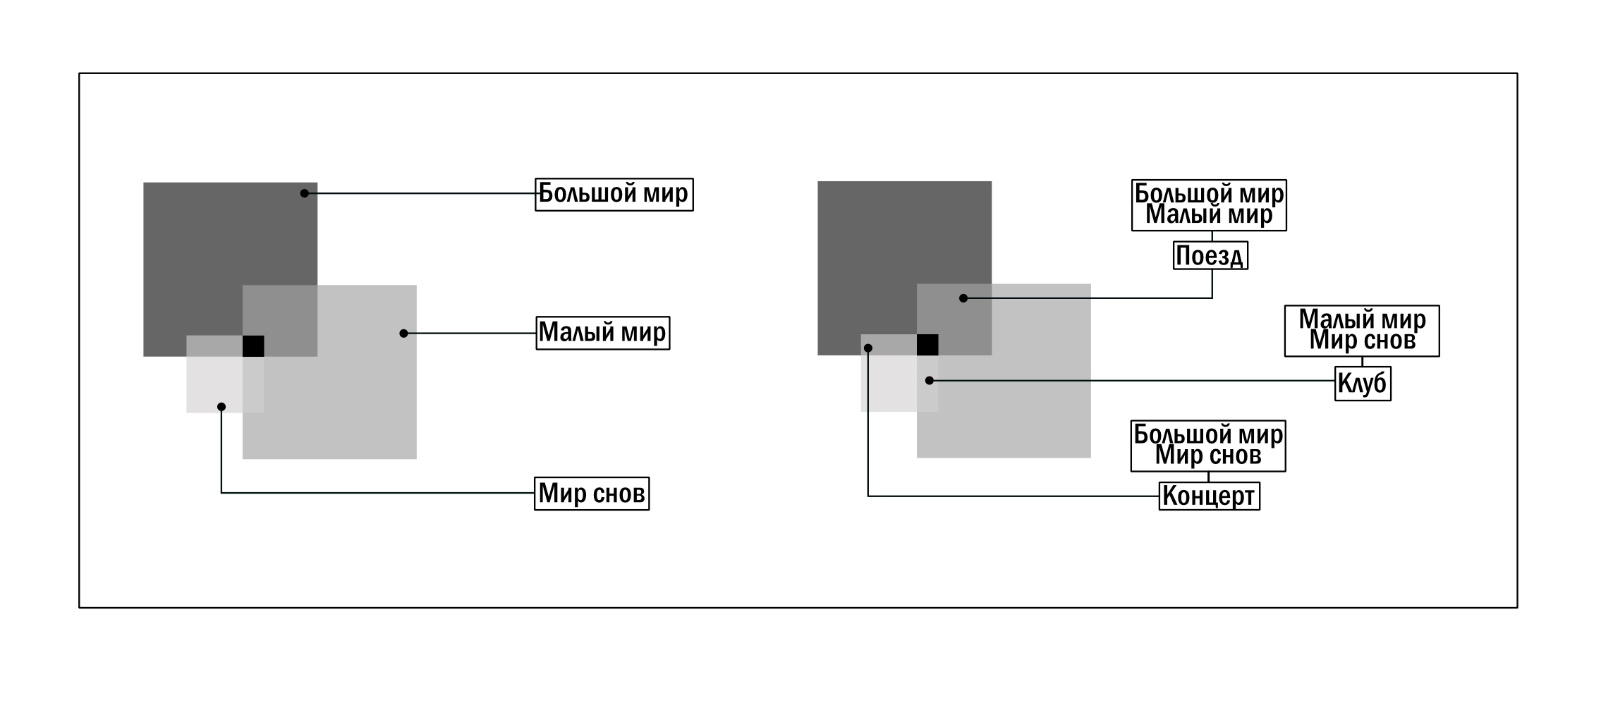 Большой мир
Малый мир
Мир снов
Большой мир
Малый мир
Поезд
Малый мир
Мир снов
Клуб
Большой мир
Мир снов
Концерт